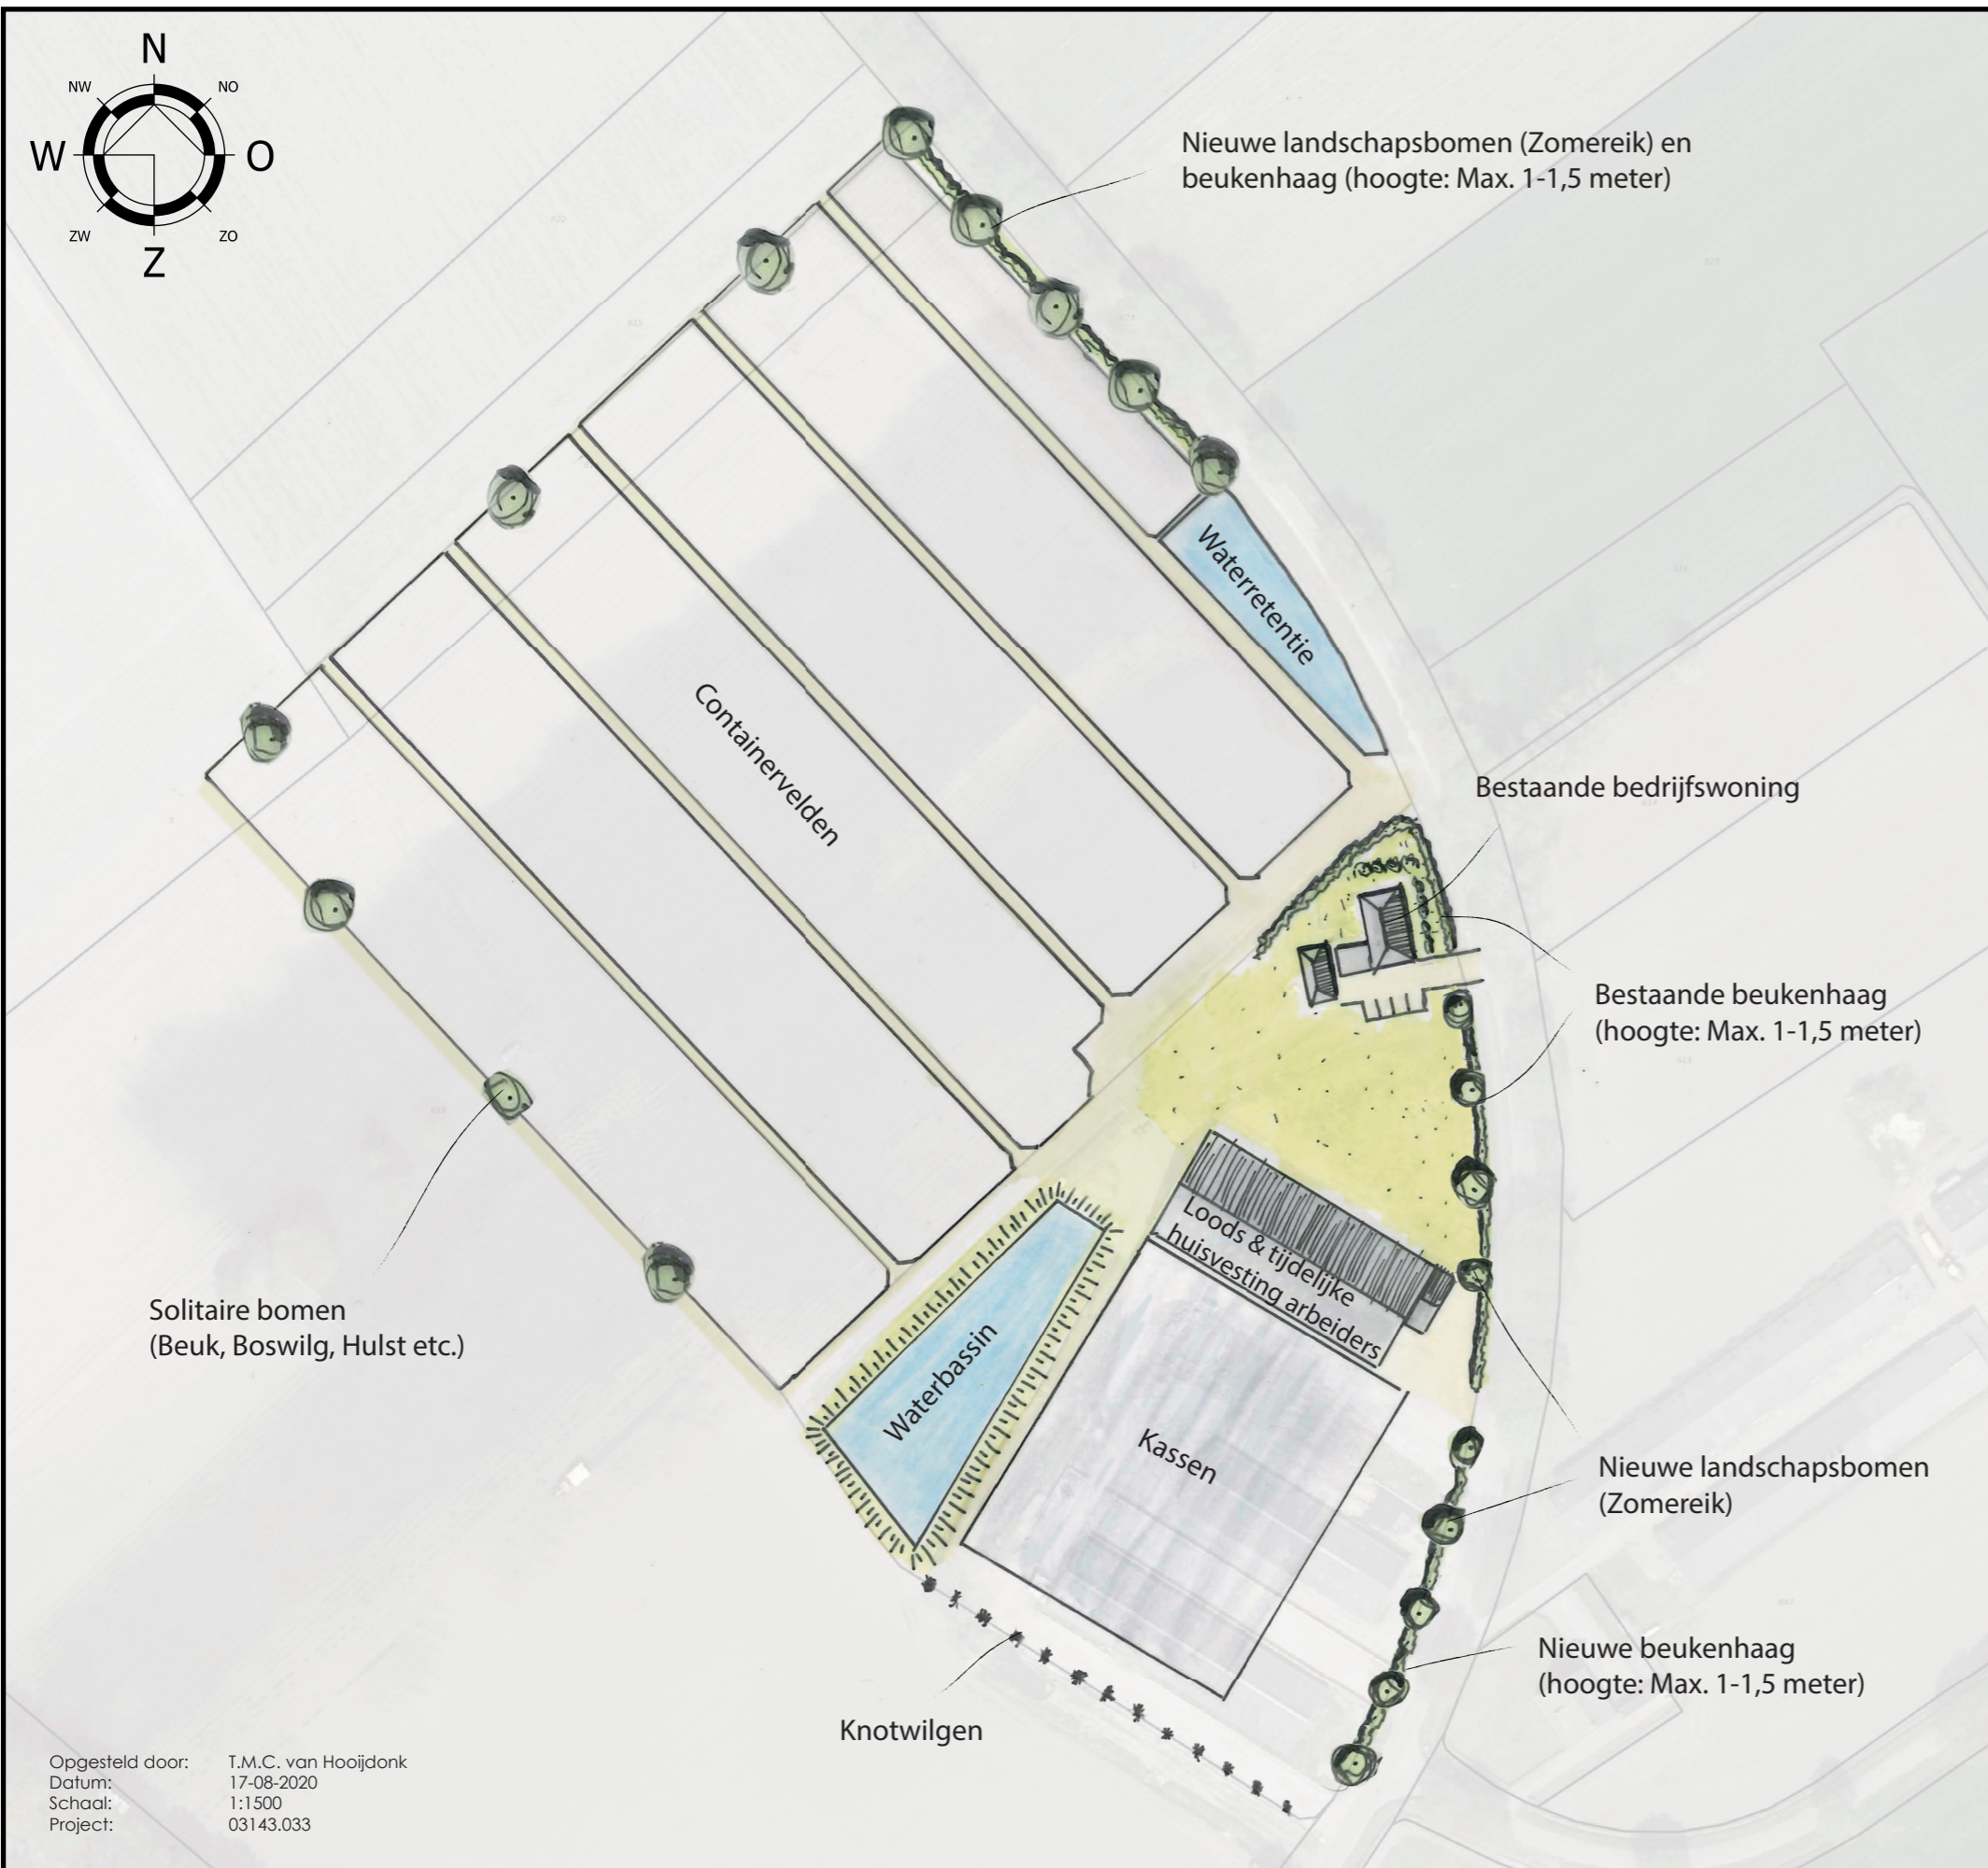 N
NW
NO
W
O
ZW
ZO
Z
Nieuwe landschapsbomen (Zomereik) en
beukenhaag (hoogte: Max. 1-1,5 meter)
Waterretentie
Containervelden
Bestaande bedrijfswoning
Bestaande beukenhaag
(hoogte: Max. 1-1,5 meter)
Loods & tijdelijke
huisvesting arbeiders
Solitaire bomen
(Beuk, Boswilg, Hulst etc.)
Waterbassin
Kassen
Nieuwe landschapsbomen
(Zomereik)
Nieuwe beukenhaag
(hoogte: Max. 1-1,5 meter)
Knotwilgen
Opgesteld door: T.M.C. van Hooijdonk
Datum: 17-08-2020
Schaal: 1:1500
Project: 03143.033